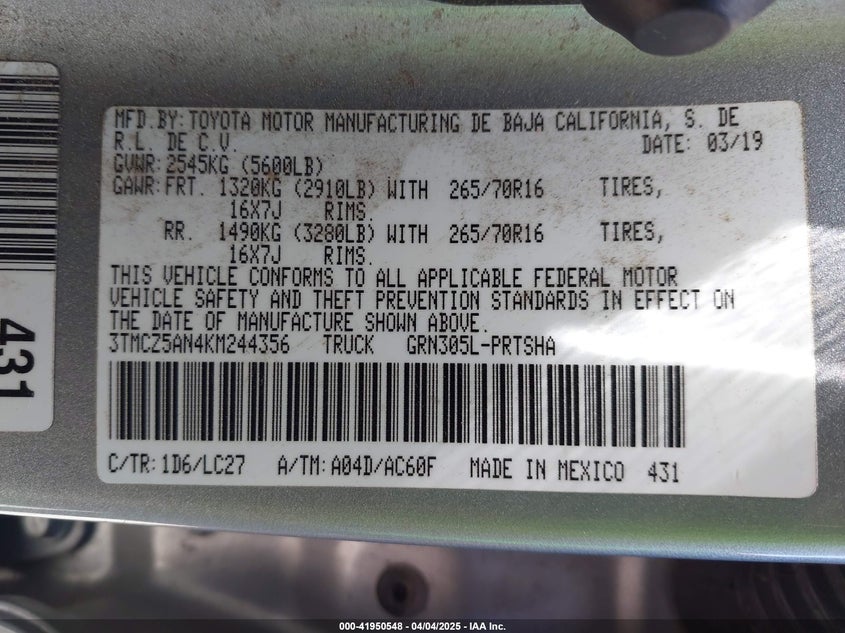 MFD.BY:TOYOTA MOTOR MANUFACTURING DE BAJA CALIFORNIA, S. DE
R.L. DE C.V. DATE: 03/19
GVWR:2545KG (5600LB)
GAWR:FRT. 1320KG (2910LB) WITH 265/70R16 TIRES,
16X7J RIMS.
RR. 1490KG (3280LB) WITH 265/70R16 TIRES,
16X7J RIMS.
THIS VEHICLE CONFORMS TO ALL APPLICABLE FEDERAL MOTOR
VEHICLE SAFETY AND THEFT PREVENTION STANDARDS IN EFFECT ON
THE DATE OF MANUFACTURE SHOWN ABOVE.
3TMCZ5AN4KM244356 TRUCK GRN305L-PRTSHA
C/TR:1D6/LC27 A/TM:A04D/AC60F MADE IN MEXICO 431
431
000-41950548 - 04/04/2025 - IAA Inc.